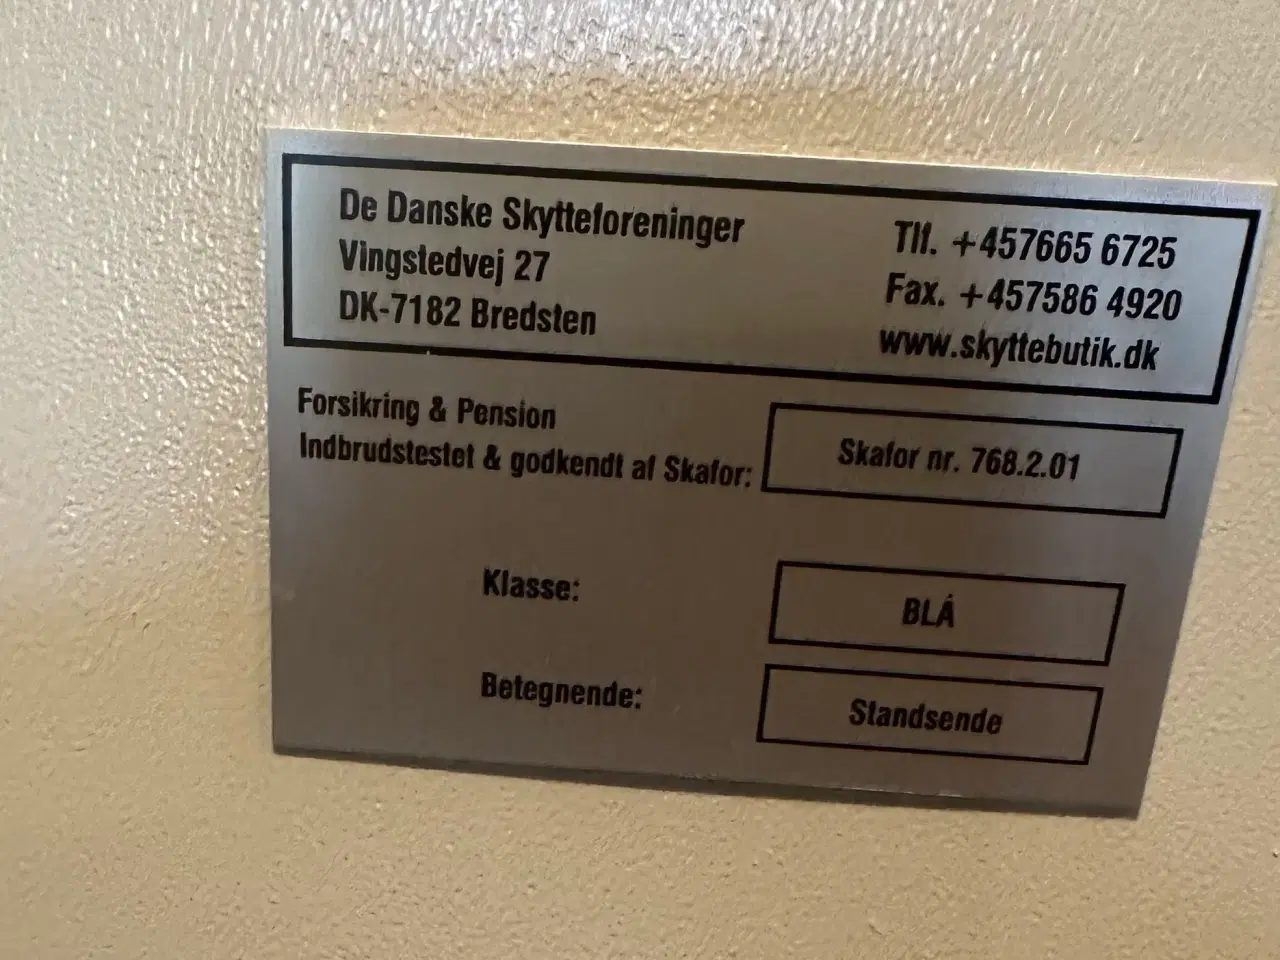 De Danske Skytteforeninger
Vingstedvej 27
DK-7182 Bredsten
Tlf. +457665 6725
Fax. +457586 4920
www.skyttebutik.dk
Forsikring & Pension
Indbrudstestet & godkendt af Skafor:
Skafor nr. 768.2.01
Klasse:
BLÅ
Betegnende:
Standsende